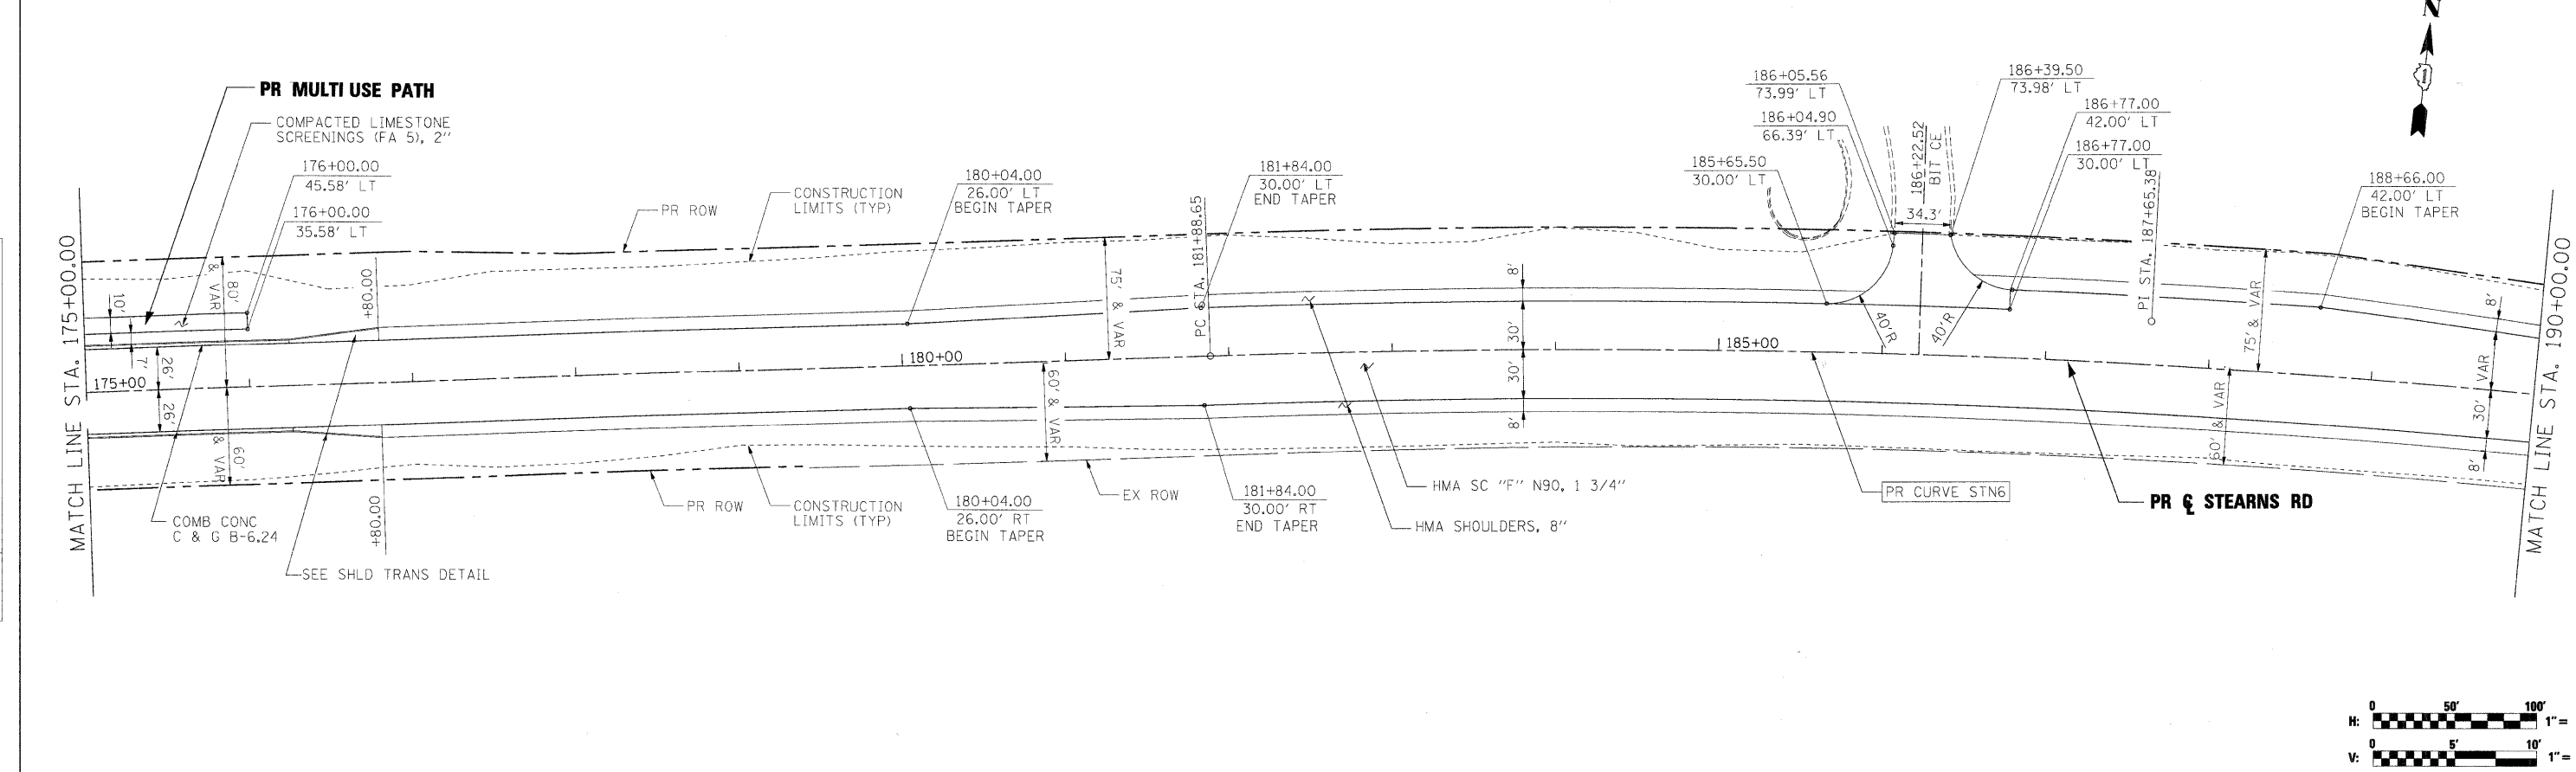 N
1
PR MULTI USE PATH
COMPACTED LIMESTONE
SCREENINGS (FA 5), 2"
176+00.00
45.58' LT
176+00.00
35.58' LT
PR ROW
CONSTRUCTION
LIMITS (TYP)
180+04.00
26.00' LT
BEGIN TAPER
PC STA. 181+88.65
181+84.00
30.00' LT
END TAPER
186+05.56
73.99' LT
186+04.90
66.39' LT
185+65.50
30.00' LT
186+22.52
BIT CE
34.3'
186+39.50
73.98' LT
186+77.00
42.00' LT
186+77.00
30.00' LT
PI STA. 187+65.38
188+66.00
42.00' LT
BEGIN TAPER
MATCH LINE STA. 175+00.00
10'
7'
26'
26'
80'
& VAR
60'
& VAR
+80.00
+80.00
175+00
180+00
185+00
75' & VAR
60' & VAR
8'
30'
30'
8'
40'R
40'R
75' & VAR
60' & VAR
8'
VAR
30'
8'
MATCH LINE STA. 190+00.00
COMB CONC
C & G B-6.24
SEE SHLD TRANS DETAIL
PR ROW
CONSTRUCTION
LIMITS (TYP)
180+04.00
26.00' RT
BEGIN TAPER
EX ROW
181+84.00
30.00' RT
END TAPER
HMA SC "F" N90, 1 3/4"
HMA SHOULDERS, 8"
PR CURVE STN6
PR ℄ STEARNS RD
0 50' 100'
H: 1"=
0 5' 10'
V: 1"=